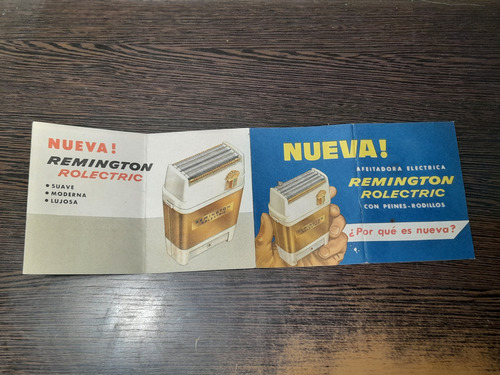 NUEVA!
REMINGTON
ROLECTRIC
• SUAVE
• MODERNA
• LUJOSA
NUEVA!
AFEITADORA ELECTRICA
REMINGTON
ROLECTRIC
CON PEINES-RODILLOS
¿Por qué es nueva?